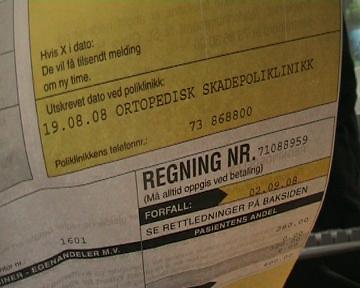 Hvis X i dato:
De vil få tilsendt melding
om ny time.
Utskrevet dato ved poliklinikk:
19.08.08 ORTOPEDISK SKADEPOLIKLINIKK
Poliklinikkens telefonnr.: 73 868800
REGNING NR. 71088959
(Må alltid oppgis ved betaling)
FORFALL: 02.09.08
SE RETTLEDNINGER PÅ BAKSIDEN
PASIENTENS ANDEL
1601
280.00
EGENANDELER M.V.